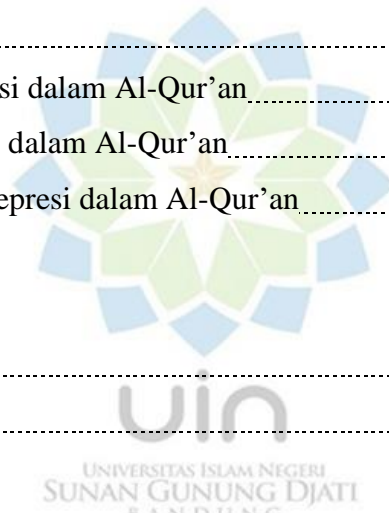 si dalam Al-Qur’an
dalam Al-Qur’an
epresi dalam Al-Qur’an
uin
UNIVERSITAS ISLAM NEGERI
SUNAN GUNUNG DJATI
BANDUNG